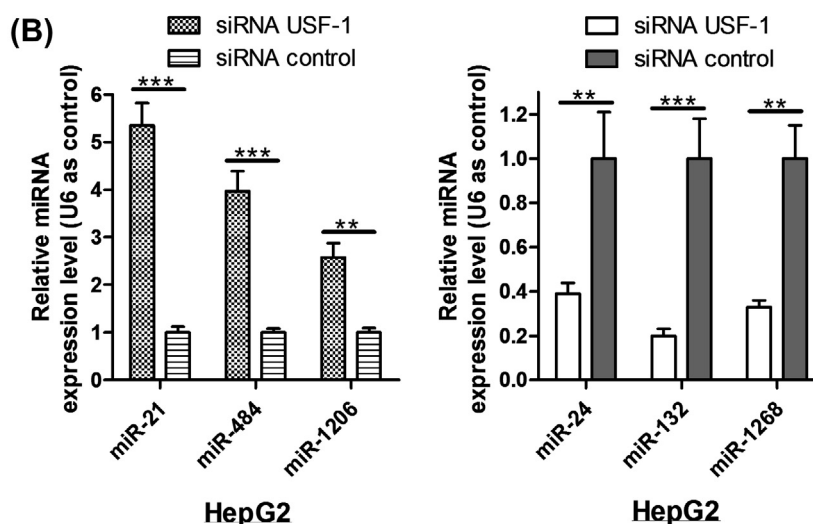 (B)
siRNA USF-1
siRNA control
Relative miRNA
expression level (U6 as control)
6
5
4
3
2
1
0
***
***
**
miR-21
miR-484
miR-1206
HepG2
siRNA USF-1
siRNA control
Relative miRNA
expression level (U6 as control)
1.2
1.0
0.8
0.6
0.4
0.2
0.0
**
***
**
miR-24
miR-132
miR-1268
HepG2